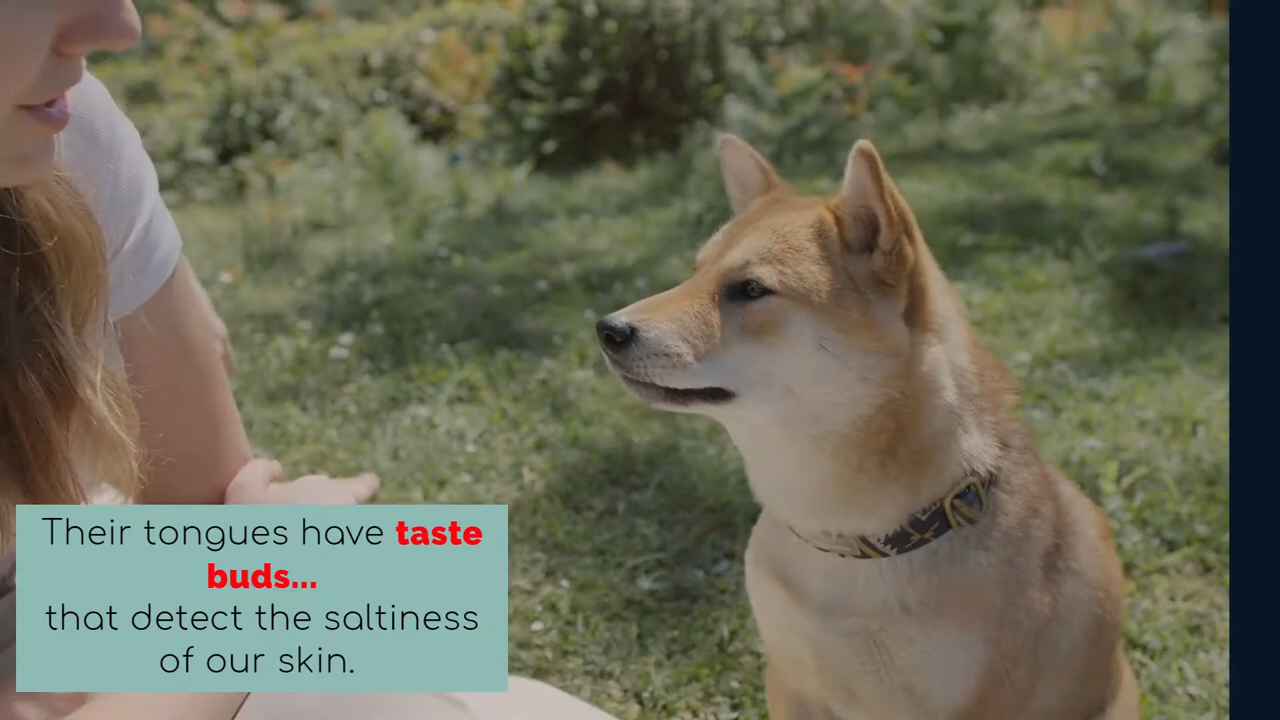 Their tongues have taste
buds...
that detect the saltiness
of our skin.